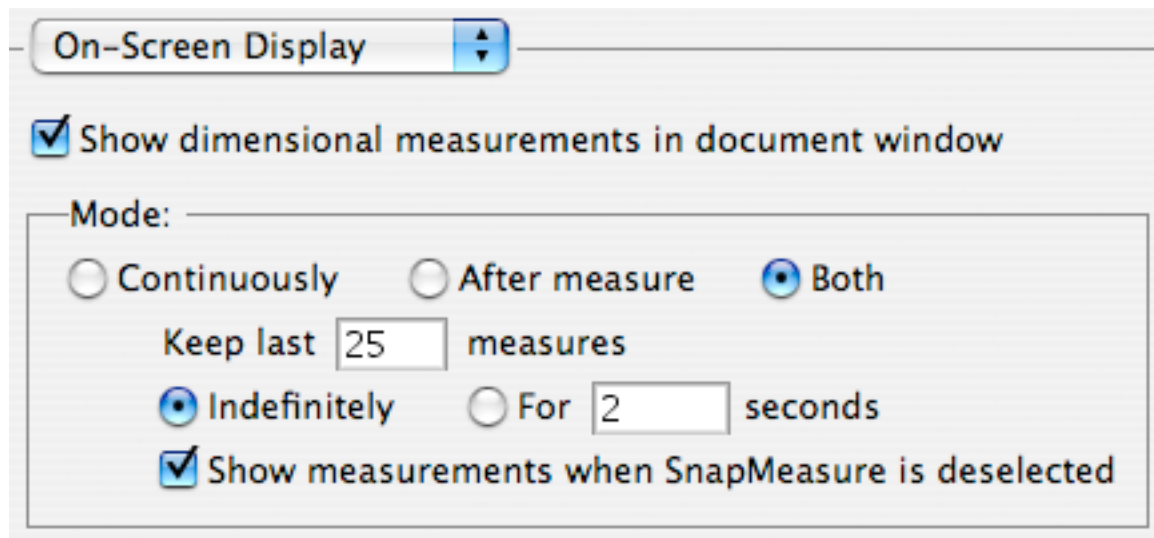 On-Screen Display
Show dimensional measurements in document window
Mode:
Continuously After measure Both
Keep last 25 measures
Indefinitely For 2 seconds
Show measurements when SnapMeasure is deselected